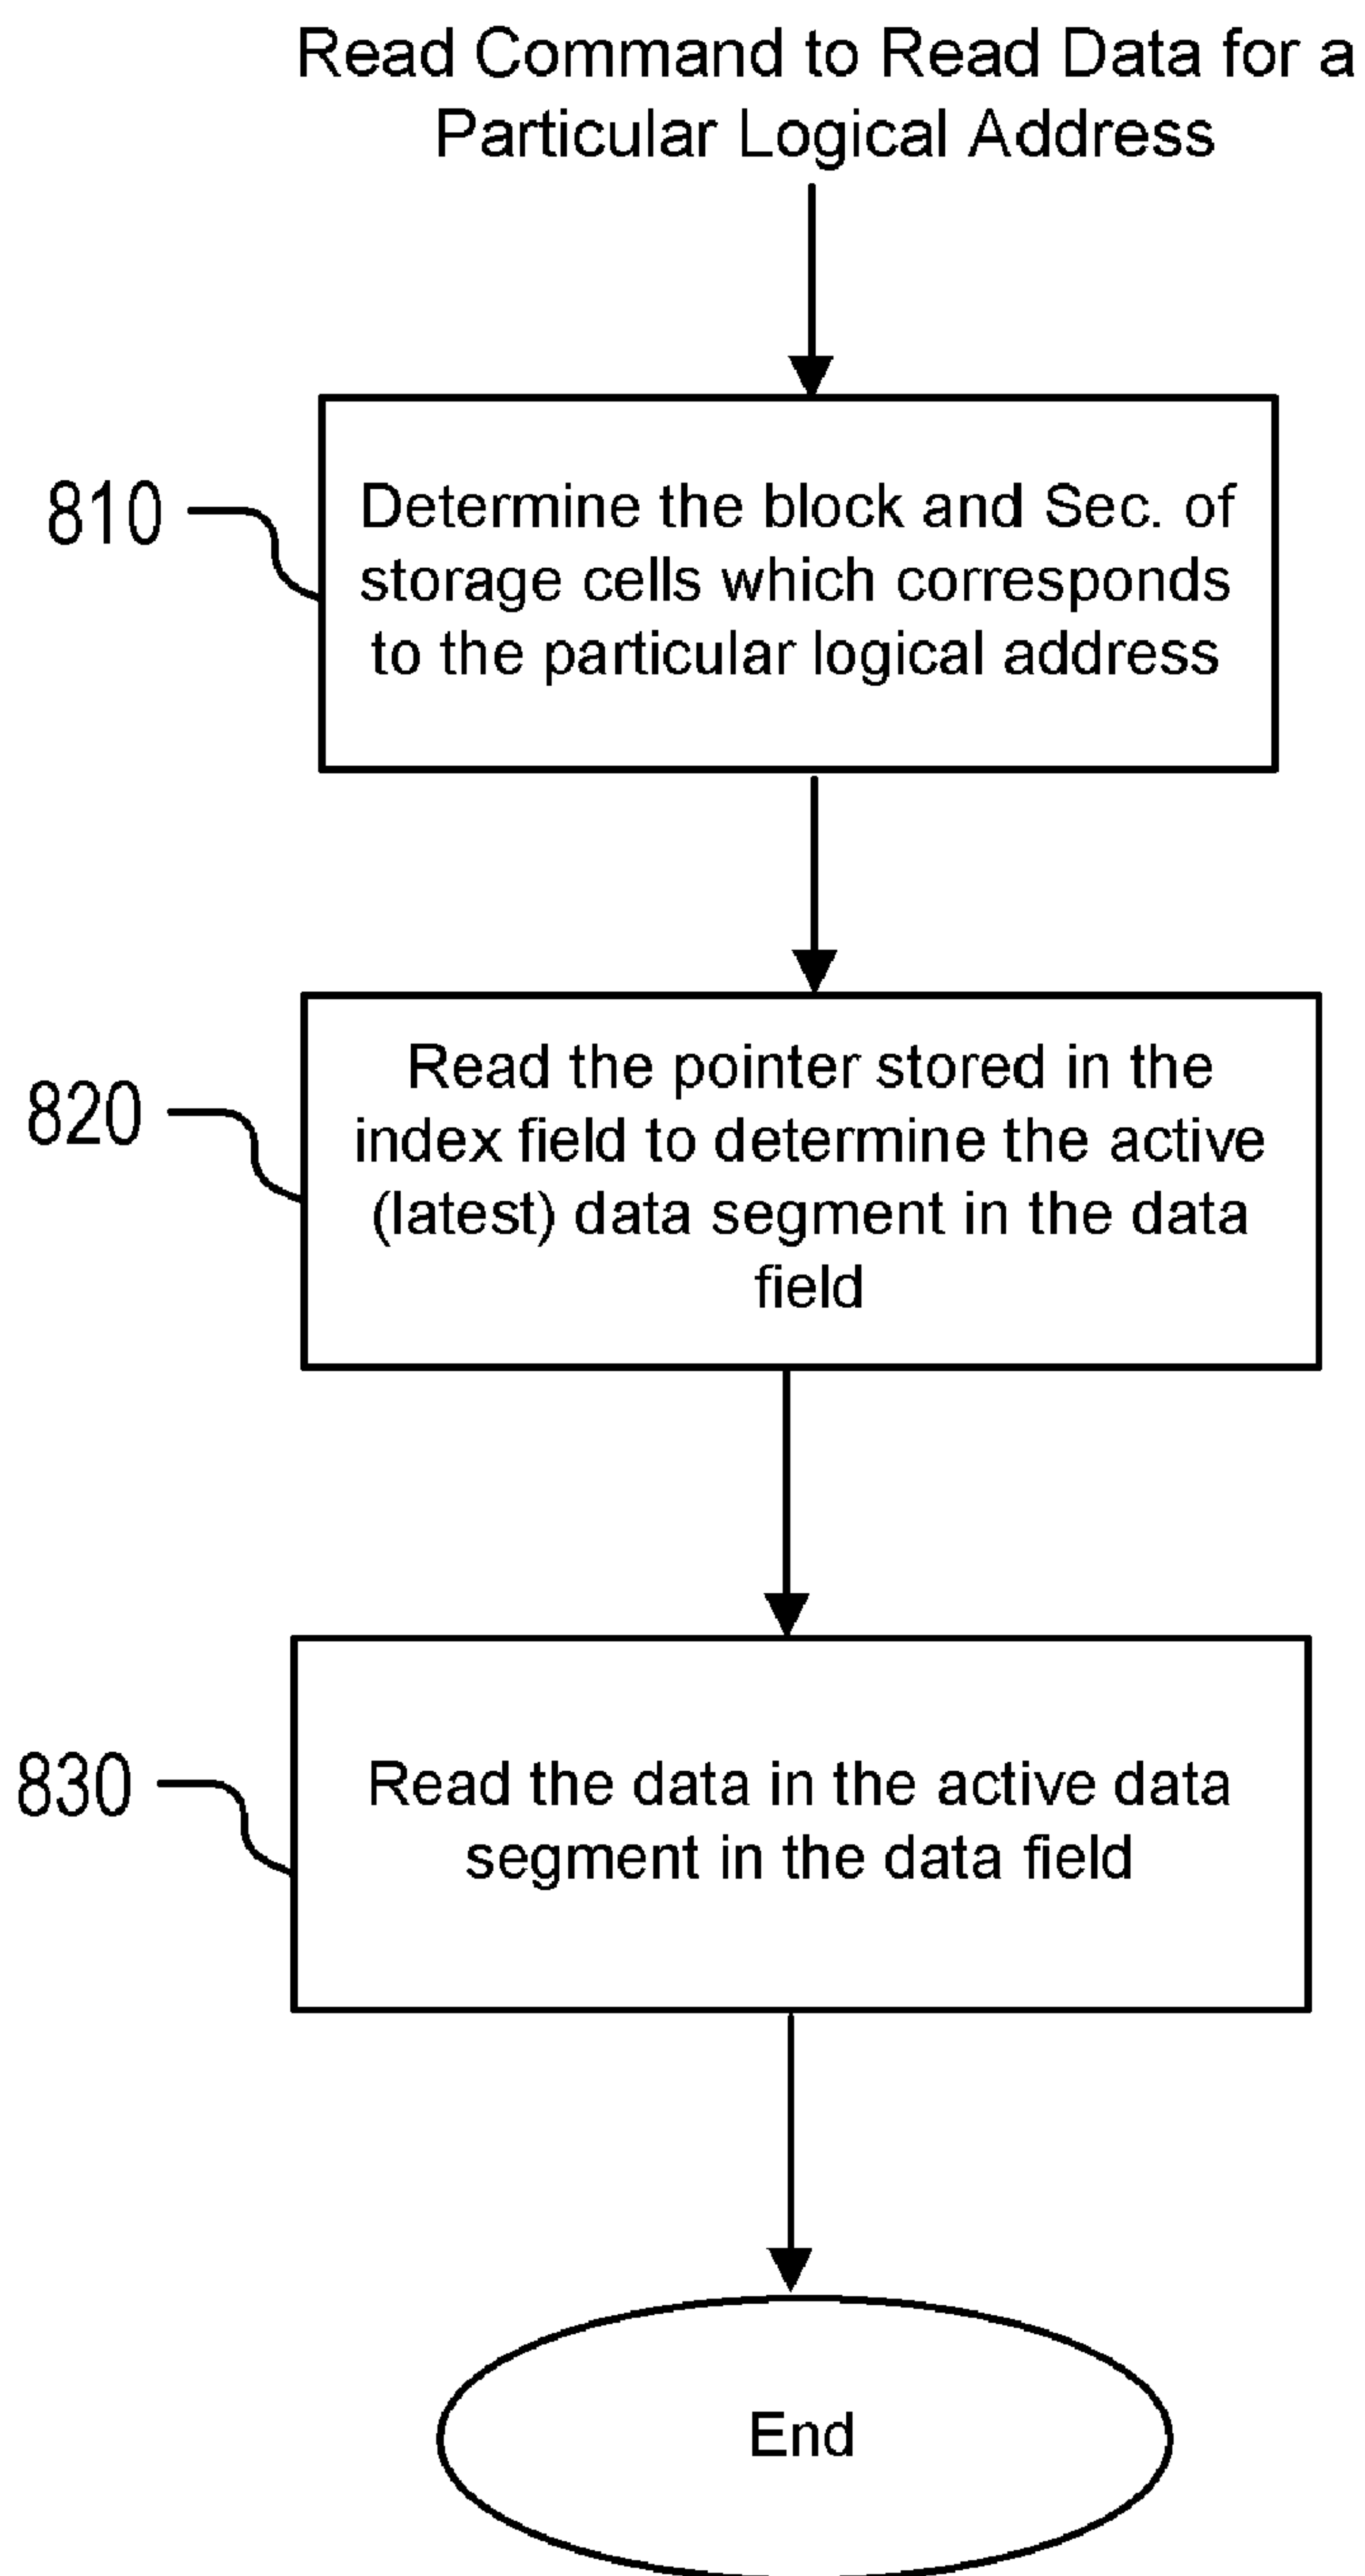 Read Command to Read Data for a
Particular Logical Address
810
Determine the block and Sec. of
storage cells which corresponds
to the particular logical address
820
Read the pointer stored in the
index field to determine the active
(latest) data segment in the data
field
830
Read the data in the active data
segment in the data field
End